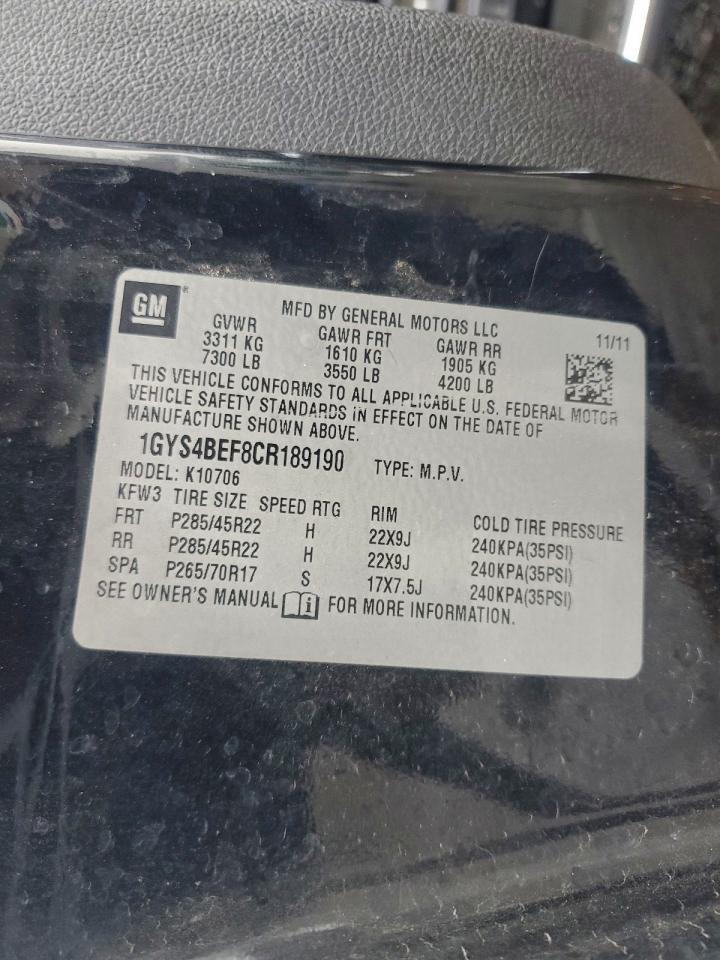 GM
MFD BY GENERAL MOTORS LLC
11/11
GVWR GAWR FRT GAWR RR
3311 KG 1610 KG 1905 KG
7300 LB 3550 LB 4200 LB
THIS VEHICLE CONFORMS TO ALL APPLICABLE U.S. FEDERAL MOTOR
VEHICLE SAFETY STANDARDS IN EFFECT ON THE DATE OF
MANUFACTURE SHOWN ABOVE.
1GYS4BEF8CR189190 TYPE: M.P.V.
MODEL: K10706
KFW3 TIRE SIZE SPEED RTG RIM COLD TIRE PRESSURE
FRT P285/45R22 H 22X9J 240KPA(35PSI)
RR P285/45R22 H 22X9J 240KPA(35PSI)
SPA P265/70R17 S 17X7.5J 240KPA(35PSI)
SEE OWNER'S MANUAL i FOR MORE INFORMATION.